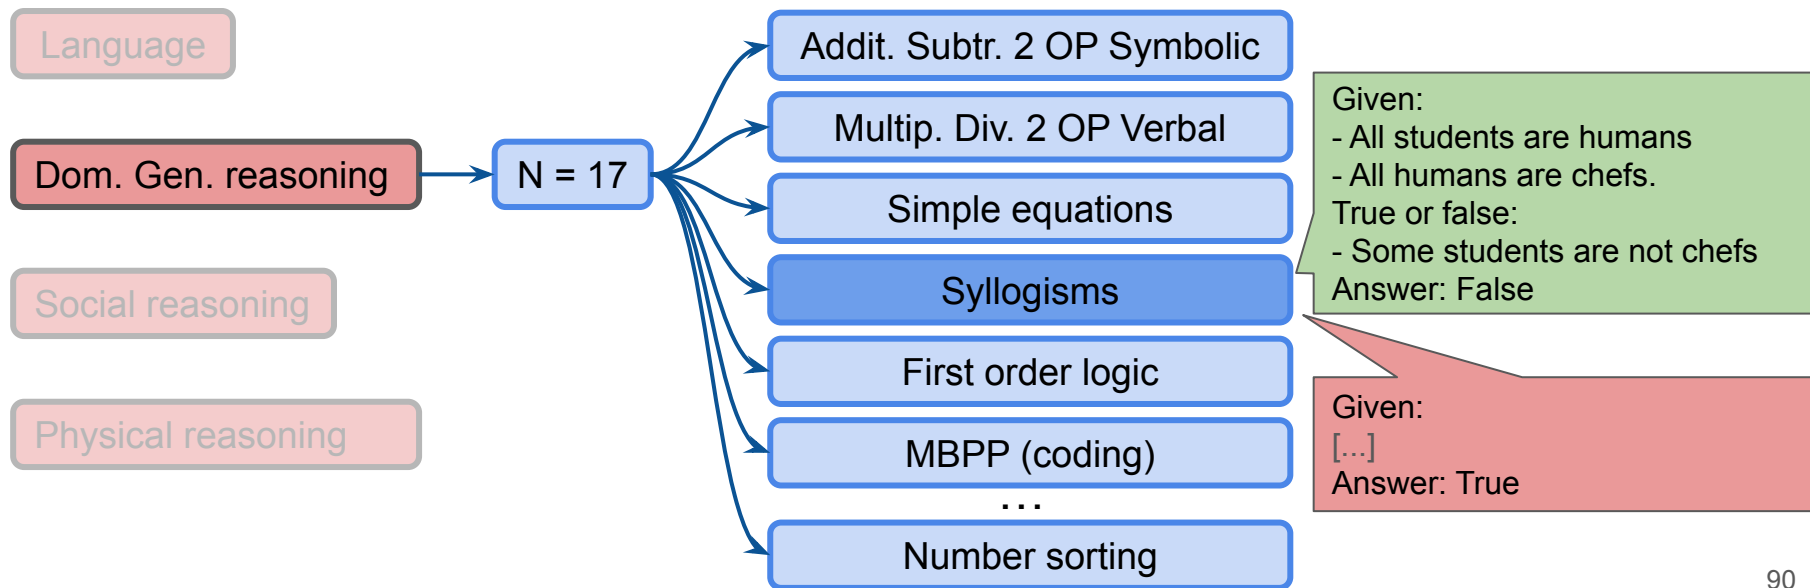 Language
Dom. Gen. reasoning
Social reasoning
Physical reasoning
N = 17
Addit. Subtr. 2 OP Symbolic
Multip. Div. 2 OP Verbal
Simple equations
Syllogisms
First order logic
MBPP (coding)
...
Number sorting
Given:
- All students are humans
- All humans are chefs.
True or false:
- Some students are not chefs
Answer: False
Given:
[...]
Answer: True
90